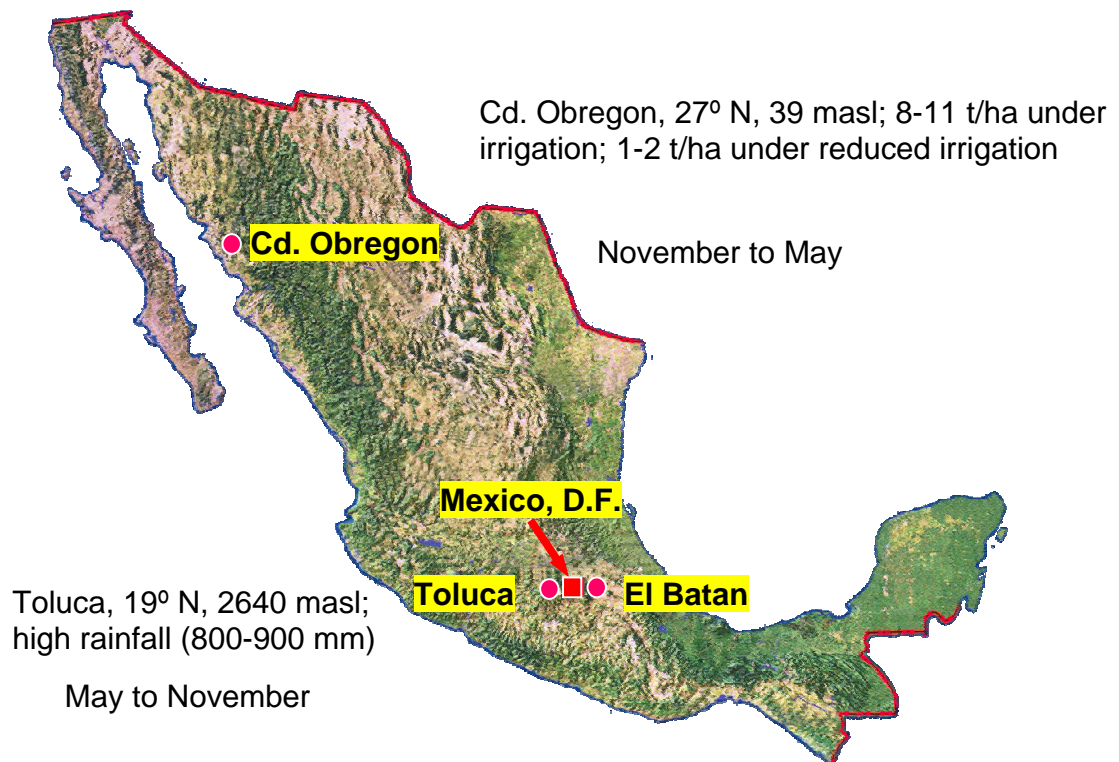 Cd. Obregon, 27º N, 39 masl; 8-11 t/ha under
irrigation; 1-2 t/ha under reduced irrigation
Cd. Obregon
November to May
Mexico, D.F.
Toluca
El Batan
Toluca, 19º N, 2640 masl;
high rainfall (800-900 mm)
May to November